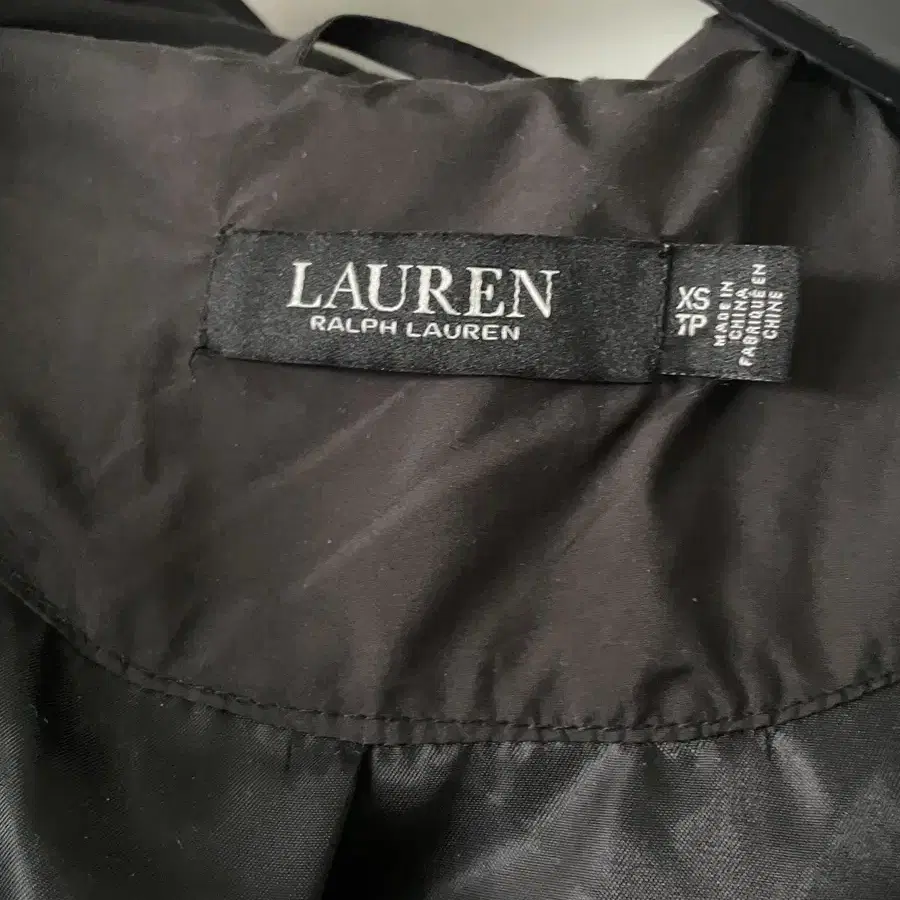 LAUREN
RALPH LAUREN
XS
TP
MADE IN
CHINA
FABRIQUÉ EN
CHINE